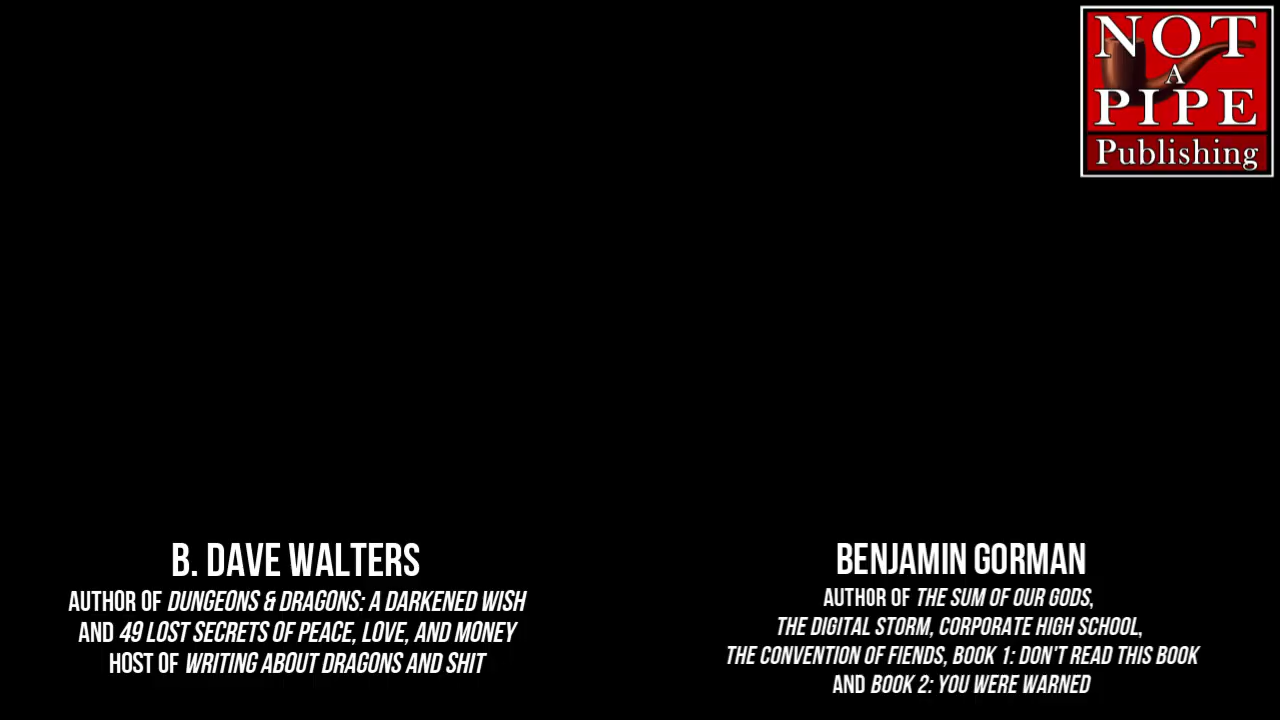 NOT
A
PIPE
Publishing
B. DAVE WALTERS
AUTHOR OF DUNGEONS & DRAGONS: A DARKENED WISH
AND 49 LOST SECRETS OF PEACE, LOVE, AND MONEY
HOST OF WRITING ABOUT DRAGONS AND SHIT
BENJAMIN GORMAN
AUTHOR OF THE SUM OF OUR GODS,
THE DIGITAL STORM, CORPORATE HIGH SCHOOL,
THE CONVENTION OF FIENDS, BOOK 1: DON'T READ THIS BOOK
AND BOOK 2: YOU WERE WARNED